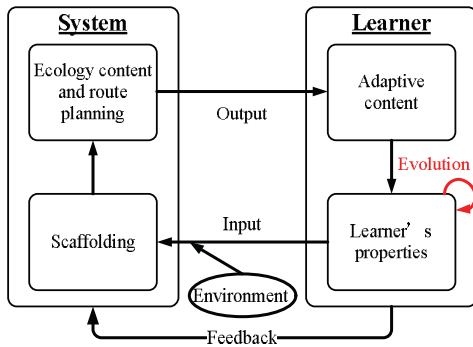 System
Learner
Ecology content
and route
planning
Output
Adaptive
content
Evolution
Scaffolding
Input
Learner’s
properties
Environment
Feedback